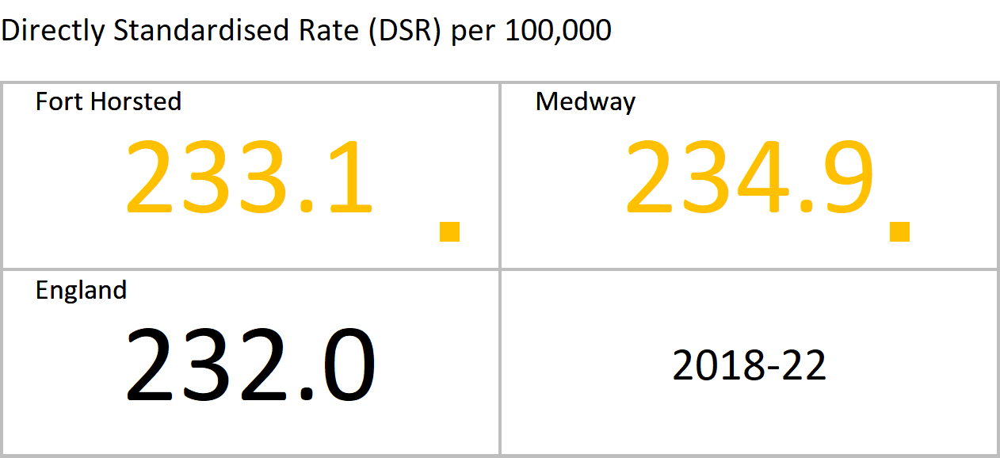 Directly Standardised Rate (DSR) per 100,000
Fort Horsted
233.1
Medway
234.9
England
232.0
2018-22